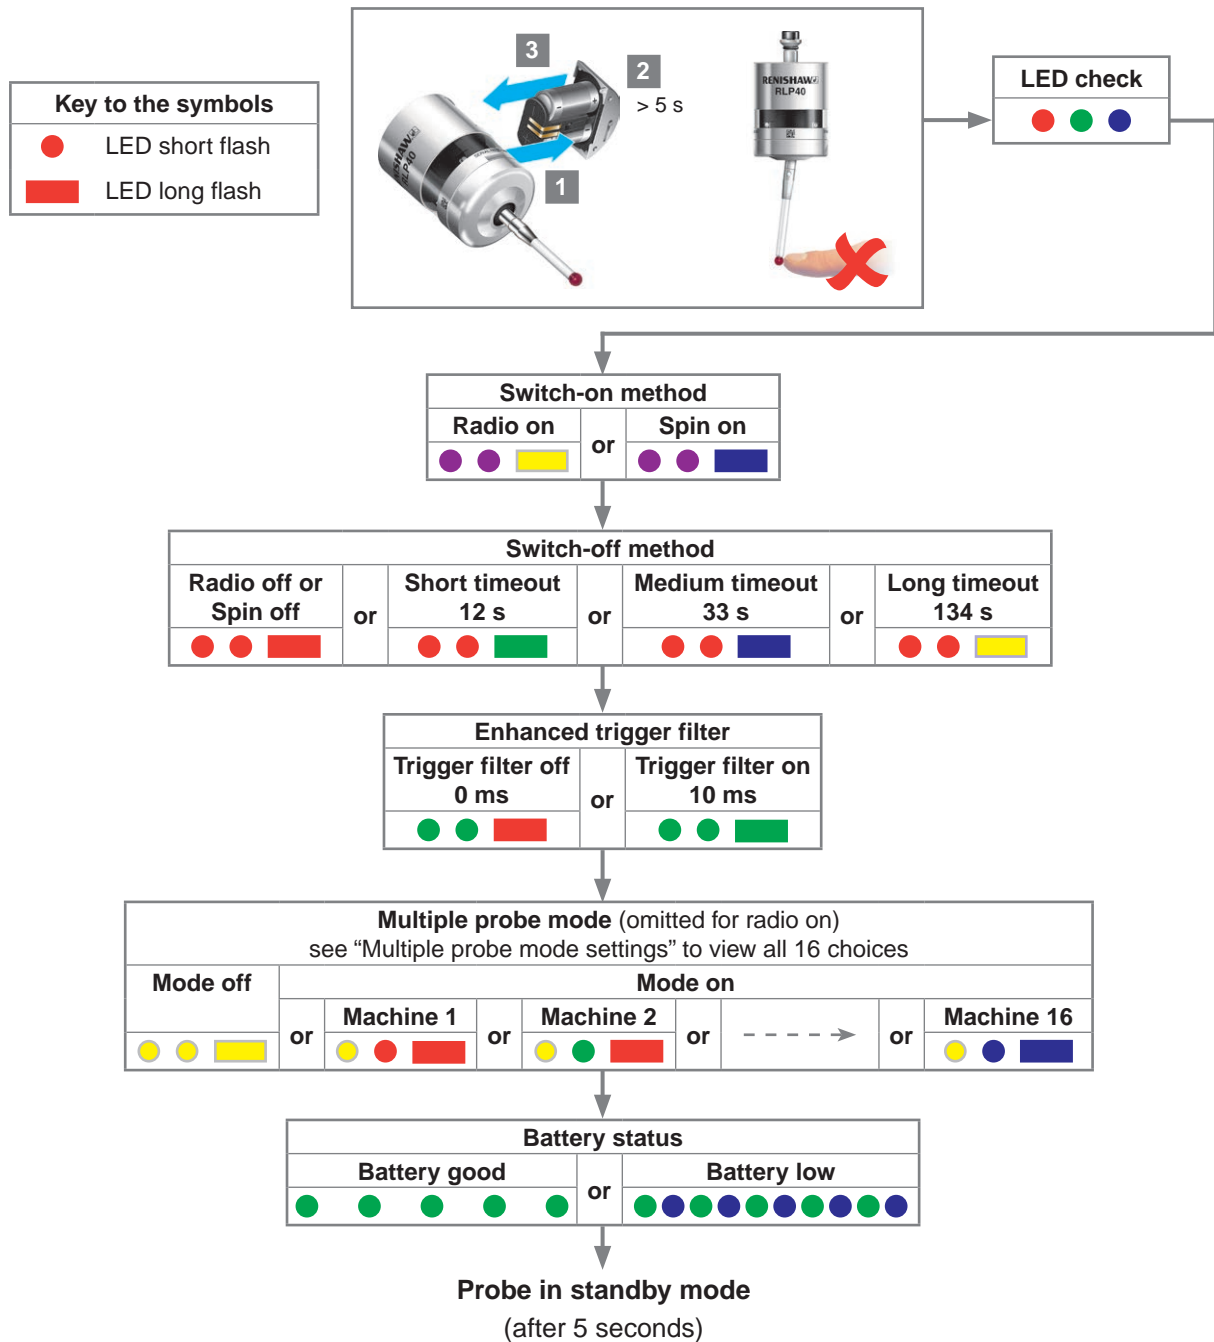 Key to the symbols
LED short flash
LED long flash
3
2
> 5 s
1
RENISHAW
RLP40
RENISHAW
RLP40
LED check
Switch-on method
Radio on
or
Spin on
Switch-off method
Radio off or
Spin off
or
Short timeout
12 s
or
Medium timeout
33 s
or
Long timeout
134 s
Enhanced trigger filter
Trigger filter off
0 ms
or
Trigger filter on
10 ms
Multiple probe mode (omitted for radio on)
see “Multiple probe mode settings” to view all 16 choices
Mode off
Mode on
or
Machine 1
or
Machine 2
or
or
Machine 16
Battery status
Battery good
or
Battery low
Probe in standby mode
(after 5 seconds)